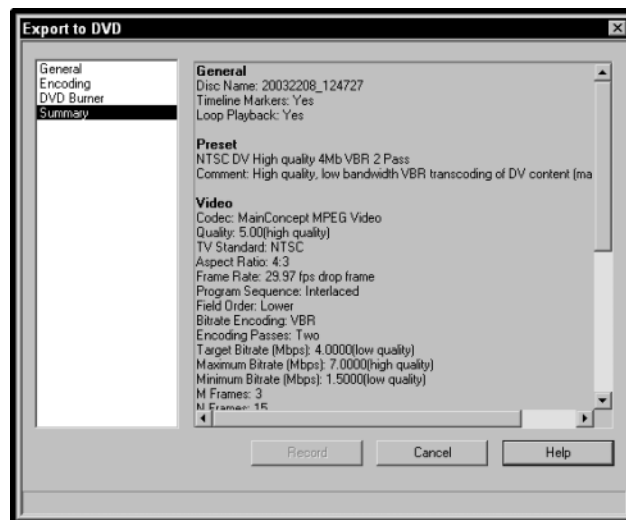 Export to DVD
General
Encoding
DVD Burner
Summary
General
Disc Name: 20032208_124727
Timeline Markers: Yes
Loop Playback: Yes
Preset
NTSC DV High quality 4Mb VBR 2 Pass
Comment: High quality, low bandwidth VBR transcoding of DV content (ma
Video
Codec: MainConcept MPEG Video
Quality: 5.00(high quality)
TV Standard: NTSC
Aspect Ratio: 4:3
Frame Rate: 29.97 fps drop frame
Program Sequence: Interlaced
Field Order: Lower
Bitrate Encoding: VBR
Encoding Passes: Two
Target Bitrate (Mbps): 4.0000(low quality)
Maximum Bitrate (Mbps): 7.0000(high quality)
Minimum Bitrate (Mbps): 1.5000(low quality)
M Frames: 3
N Frames: 15
Record
Cancel
Help